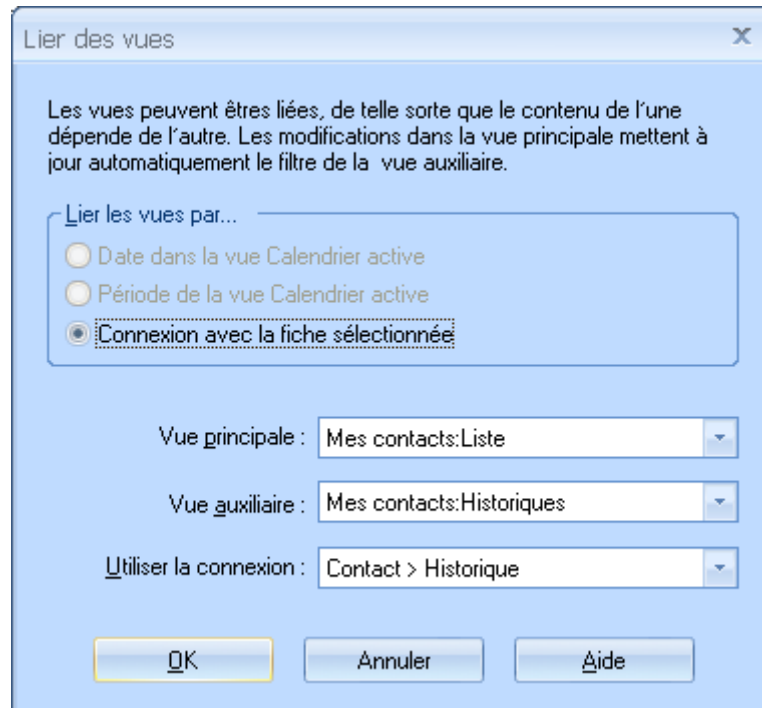 Lier des vues
Les vues peuvent êtres liées, de telle sorte que le contenu de l'une
dépende de l'autre. Les modifications dans la vue principale mettent à
jour automatiquement le filtre de la  vue auxiliaire.
Lier les vues par...
Date dans la vue Calendrier active
Période de la vue Calendrier active
Connexion avec la fiche sélectionnée
Vue principale : Mes contacts:Liste
Vue auxiliaire : Mes contacts:Historiques
Utiliser la connexion : Contact > Historique
OK Annuler Aide